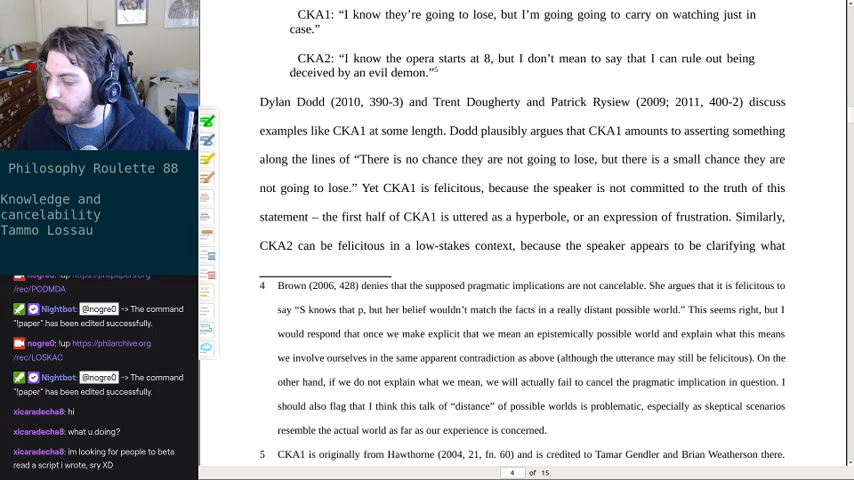 Philosophy Roulette 88
Knowledge and
cancelability
Tammo Lossau
nogre0: !up https://philpapers.org
/rec/PODMDA
Nightbot: @nogre0 -> The command
"!paper" has been edited successfully.
nogre0: !up https://philarchive.org
/rec/LOSKAC
Nightbot: @nogre0 -> The command
"!paper" has been edited successfully.
xicaradecha8: hi
xicaradecha8: what u doing?
xicaradecha8: im looking for people to beta
read a script i wrote, sry XD
CKA1: “I know they’re going to lose, but I’m going going to carry on watching just in
case.”
CKA2: “I know the opera starts at 8, but I don’t mean to say that I can rule out being
deceived by an evil demon.”5
Dylan Dodd (2010, 390-3) and Trent Dougherty and Patrick Rysiew (2009; 2011, 400-2) discuss
examples like CKA1 at some length. Dodd plausibly argues that CKA1 amounts to asserting something
along the lines of “There is no chance they are not going to lose, but there is a small chance they are
not going to lose.” Yet CKA1 is felicitous, because the speaker is not committed to the truth of this
statement – the first half of CKA1 is uttered as a hyperbole, or an expression of frustration. Similarly,
CKA2 can be felicitous in a low-stakes context, because the speaker appears to be clarifying what
4 Brown (2006, 428) denies that the supposed pragmatic implications are not cancelable. She argues that it is felicitous to
say “S knows that p, but her belief wouldn’t match the facts in a really distant possible world.” This seems right, but I
would respond that once we make explicit that we mean an epistemically possible world and explain what this means
we involve ourselves in the same apparent contradiction as above (although the utterance may still be felicitous). On the
other hand, if we do not explain what we mean, we will actually fail to cancel the pragmatic implication in question. I
should also flag that I think this talk of “distance” of possible worlds is problematic, especially as skeptical scenarios
resemble the actual world as far as our experience is concerned.
5 CKA1 is originally from Hawthorne (2004, 21, fn. 60) and is credited to Tamar Gendler and Brian Weatherson there.
4 of 15